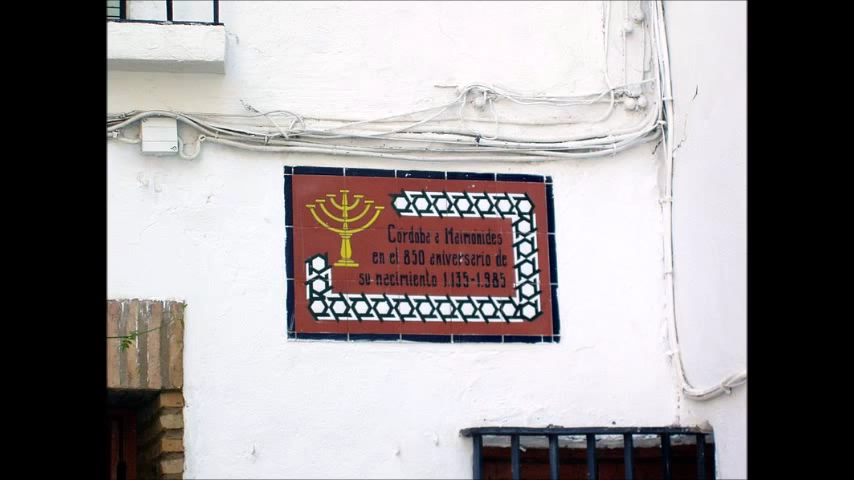 Córdoba a Maimónides
en el 850 aniversario de
su nacimiento 1.135-1.985